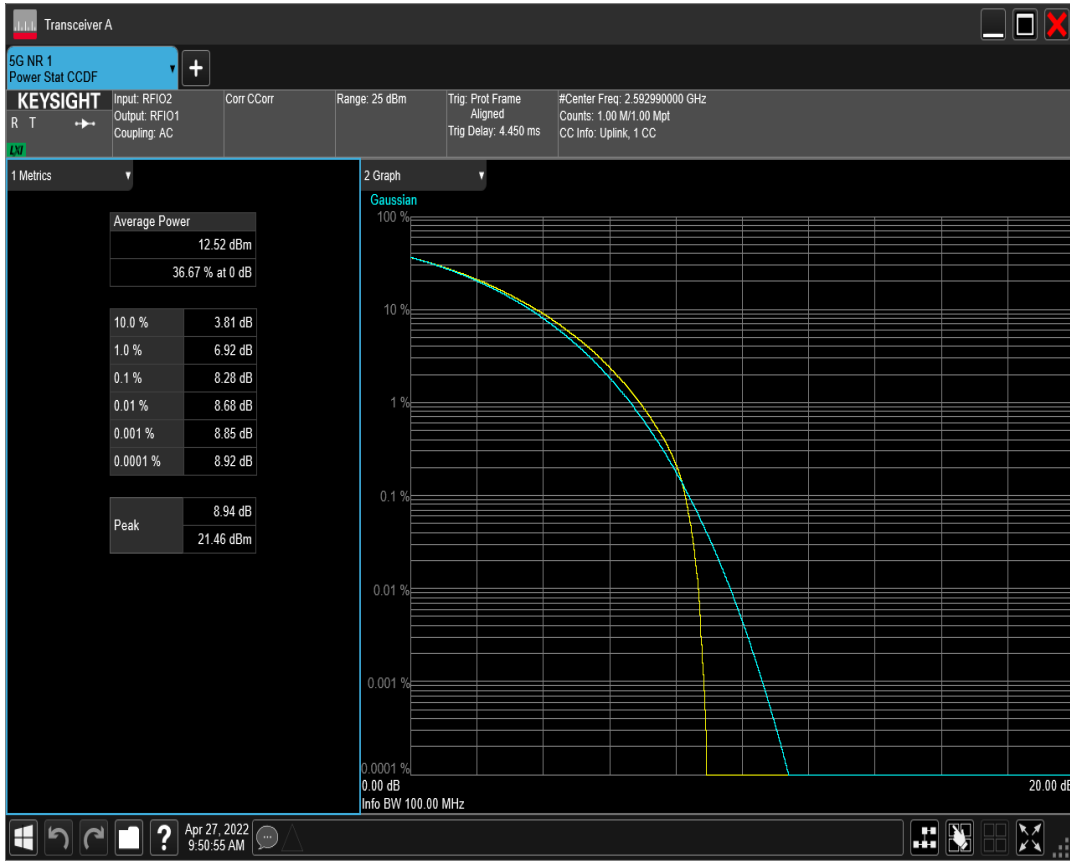 Transceiver A
5G NR 1
Power Stat CCDF
KEYSIGHT
R T
LXI
Input: RFIO2
Output: RFIO1
Coupling: AC
Corr CCorr
Range: 25 dBm
Trig: Prot Frame
Aligned
Trig Delay: 4.450 ms
#Center Freq: 2.592990000 GHz
Counts: 1.00 M/1.00 Mpt
CC Info: Uplink, 1 CC
1 Metrics
Average Power
12.52 dBm
36.67 % at 0 dB
10.0 % 3.81 dB
1.0 % 6.92 dB
0.1 % 8.28 dB
0.01 % 8.68 dB
0.001 % 8.85 dB
0.0001 % 8.92 dB
Peak 8.94 dB
21.46 dBm
2 Graph
Gaussian
100 %
10 %
1 %
0.1 %
0.01 %
0.001 %
0.0001 %
0.00 dB 20.00 dB
Info BW 100.00 MHz
?
Apr 27, 2022
9:50:55 AM